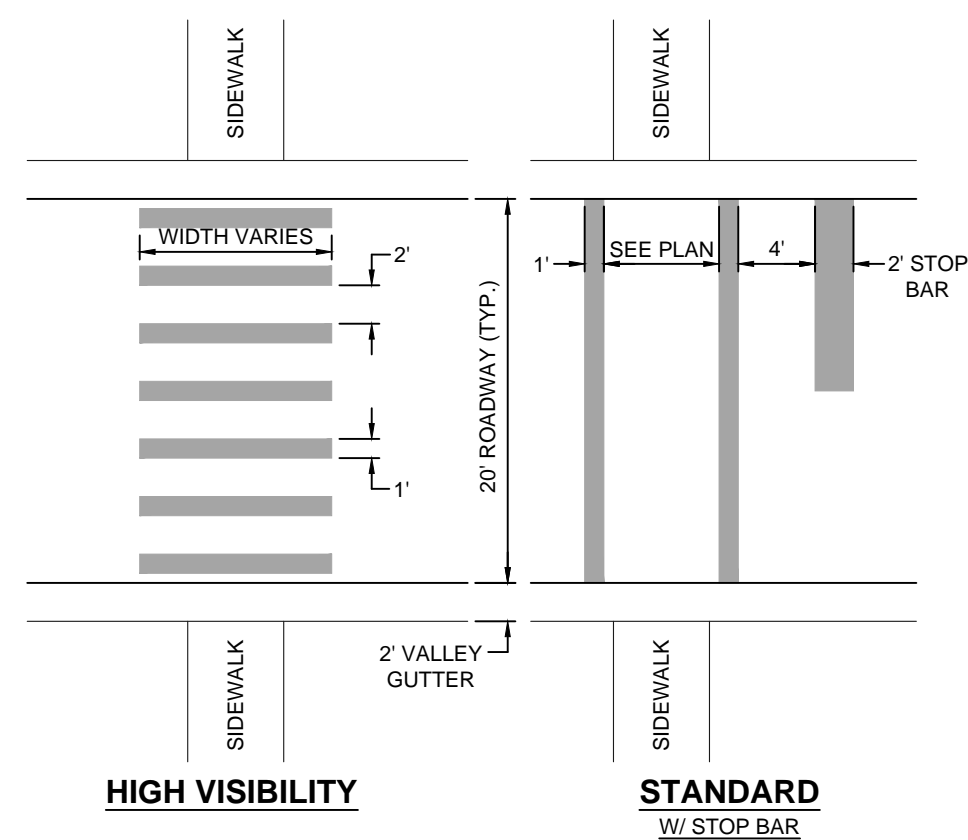 SIDEWALK
SIDEWALK
WIDTH VARIES
2'
1'
20' ROADWAY (TYP.)
1'
SEE PLAN
4'
2' STOP
BAR
2' VALLEY
GUTTER
SIDEWALK
SIDEWALK
HIGH VISIBILITY
STANDARD
W/ STOP BAR